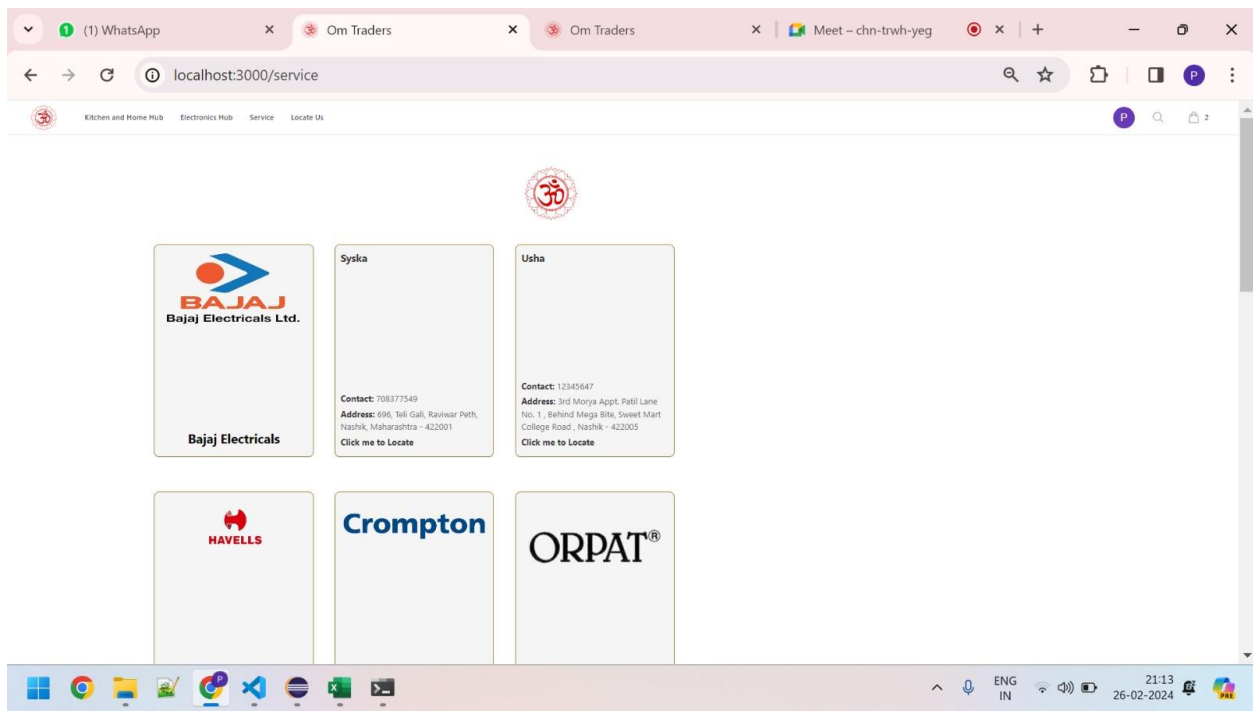 1 (1) WhatsApp
Om Traders
Om Traders
Meet – chn-trwh-yeg
localhost:3000/service
P
ॐ
Kitchen and Home Hub Electronics Hub Service Locate Us
P
2
ॐ
BAJAJ
Bajaj Electricals Ltd.
Bajaj Electricals
Syska
Contact: 708377549
Address: 696, Teli Gali, Raviwar Peth,
Nashik, Maharashtra - 422001
Click me to Locate
Usha
Contact: 12345647
Address: 3rd Morya Appt. Patil Lane
No. 1 , Behind Mega Bite, Sweet Mart
College Road , Nashik - 422005
Click me to Locate
HAVELLS
Crompton
ORPAT®
ENG
IN
21:13
26-02-2024
PRE